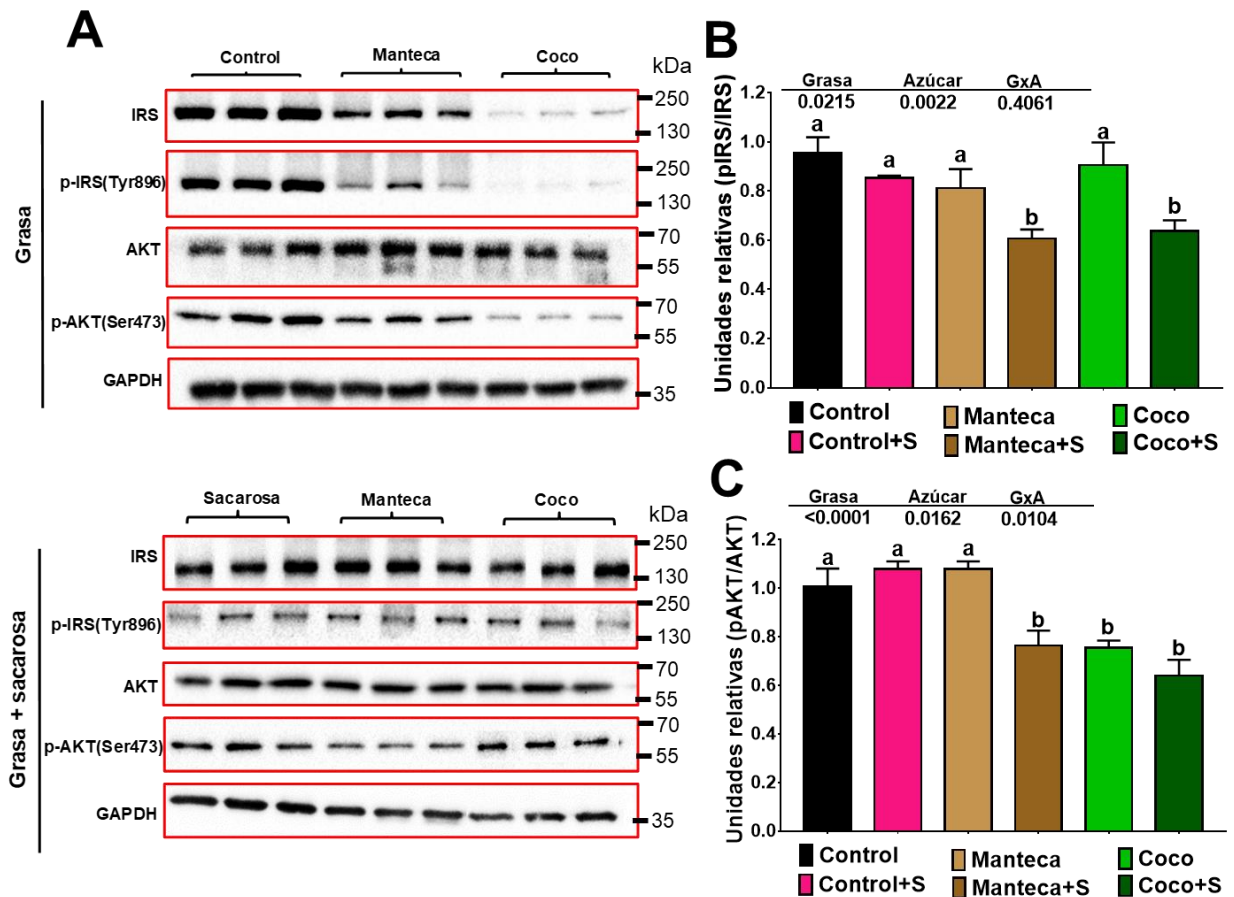 A
Control Manteca Coco
kDa
Grasa
IRS
250
130
p-IRS(Tyr896)
250
130
AKT
70
55
p-AKT(Ser473)
70
55
GAPDH
35
Sacarosa Manteca Coco
kDa
Grasa + sacarosa
IRS
250
130
p-IRS(Tyr896)
250
130
AKT
70
55
p-AKT(Ser473)
70
55
GAPDH
35
B
Grasa Azúcar GxA
0.0215 0.0022 0.4061
Unidades relativas (pIRS/IRS)
1.2
1.0
0.8
0.6
0.4
0.2
0.0
a a a b a b
Control Manteca Coco
Control+S Manteca+S Coco+S
C
Grasa Azúcar GxA
<0.0001 0.0162 0.0104
Unidades relativas (pAKT/AKT)
1.2
1.0
0.8
0.6
0.4
0.2
0.0
a a a b b b
Control Manteca Coco
Control+S Manteca+S Coco+S